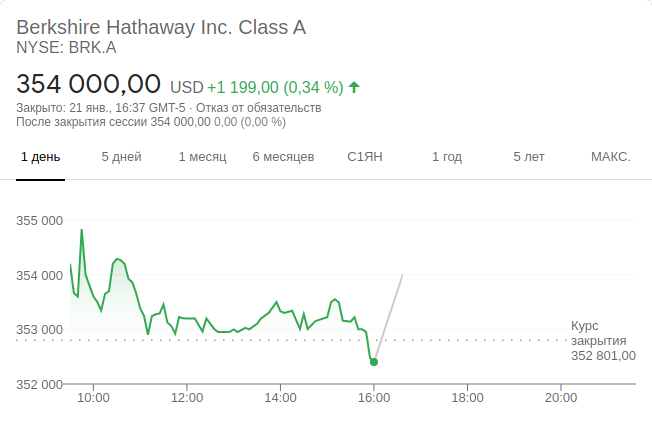 Berkshire Hathaway Inc. Class A
NYSE: BRK.A
354 000,00 USD +1 199,00 (0,34 %)
Закрыто: 21 янв., 16:37 GMT-5 · Отказ от обязательств
После закрытия сессии 354 000,00 0,00 (0,00 %)
1 день 5 дней 1 месяц 6 месяцев С1ЯН 1 год 5 лет МАКС.
355 000
354 000
353 000
Курс
закрытия
352 801,00
352 000
10:00 12:00 14:00 16:00 18:00 20:00